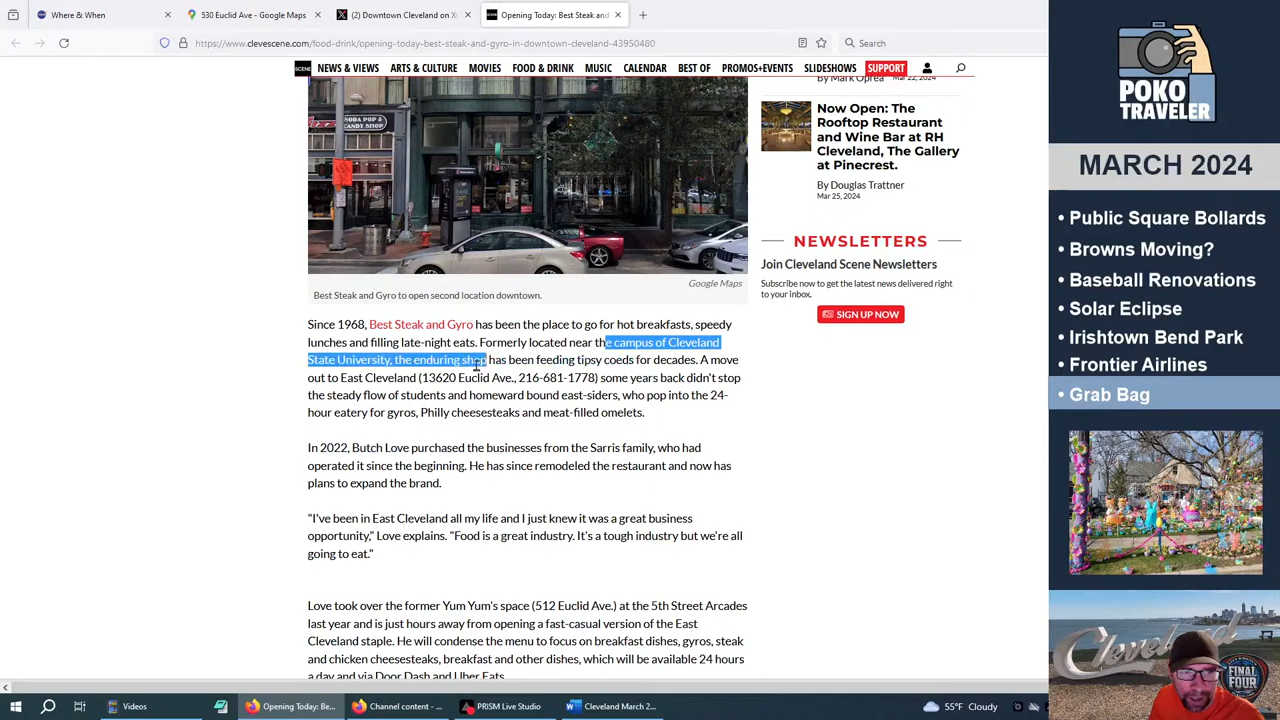 Where & When
530 Euclid Ave - Google Maps
(2) Downtown Cleveland on X:
Opening Today: Best Steak and
https://www.clevescene.com/food-drink/opening-today-best-steak-and-gyro-in-downtown-cleveland-43950480
Search
SCENE
NEWS & VIEWS
ARTS & CULTURE
MOVIES
FOOD & DRINK
MUSIC
CALENDAR
BEST OF
PROMOS+EVENTS
SLIDESHOWS
SUPPORT
SODA POP &
CANDY SHOP
Google Maps
Best Steak and Gyro to open second location downtown.
Since 1968, Best Steak and Gyro has been the place to go for hot breakfasts, speedy
lunches and filling late-night eats. Formerly located near the campus of Cleveland
State University, the enduring shop has been feeding tipsy coeds for decades. A move
out to East Cleveland (13620 Euclid Ave., 216-681-1778) some years back didn't stop
the steady flow of students and homeward bound east-siders, who pop into the 24-
hour eatery for gyros, Philly cheesesteaks and meat-filled omelets.
In 2022, Butch Love purchased the businesses from the Sarris family, who had
operated it since the beginning. He has since remodeled the restaurant and now has
plans to expand the brand.
"I've been in East Cleveland all my life and I just knew it was a great business
opportunity," Love explains. "Food is a great industry. It's a tough industry but we're all
going to eat."
Love took over the former Yum Yum's space (512 Euclid Ave.) at the 5th Street Arcades
last year and is just hours away from opening a fast-casual version of the East
Cleveland staple. He will condense the menu to focus on breakfast dishes, gyros, steak
and chicken cheesesteaks, breakfast and other dishes, which will be available 24 hours
a day and via Door Dash and Uber Eats.
By Mark Oprea
Mar 22, 2024
Now Open: The
Rooftop Restaurant
and Wine Bar at RH
Cleveland, The Gallery
at Pinecrest.
By Douglas Trattner
Mar 25, 2024
NEWSLETTERS
Join Cleveland Scene Newsletters
Subscribe now to get the latest news delivered right
to your inbox.
SIGN UP NOW
POKO
TRAVELER
MARCH 2024
• Public Square Bollards
• Browns Moving?
• Baseball Renovations
• Solar Eclipse
• Irishtown Bend Park
• Frontier Airlines
• Grab Bag
Cleveland
FINAL
FOUR
Videos
Opening Today: Be...
Channel content - ...
PRISM Live Studio
Cleveland March 2...
55°F Cloudy